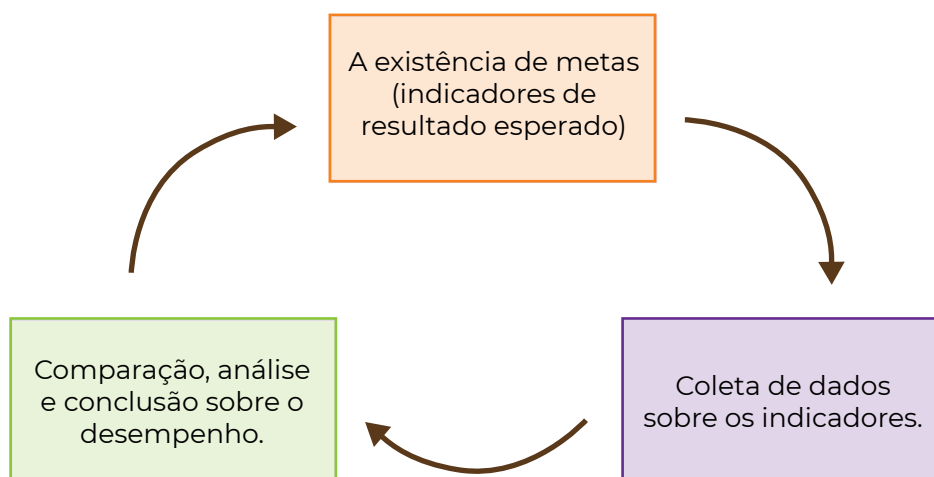 A existência de metas
(indicadores de
resultado esperado)
Comparação, análise
e conclusão sobre o
desempenho.
Coleta de dados
sobre os indicadores.